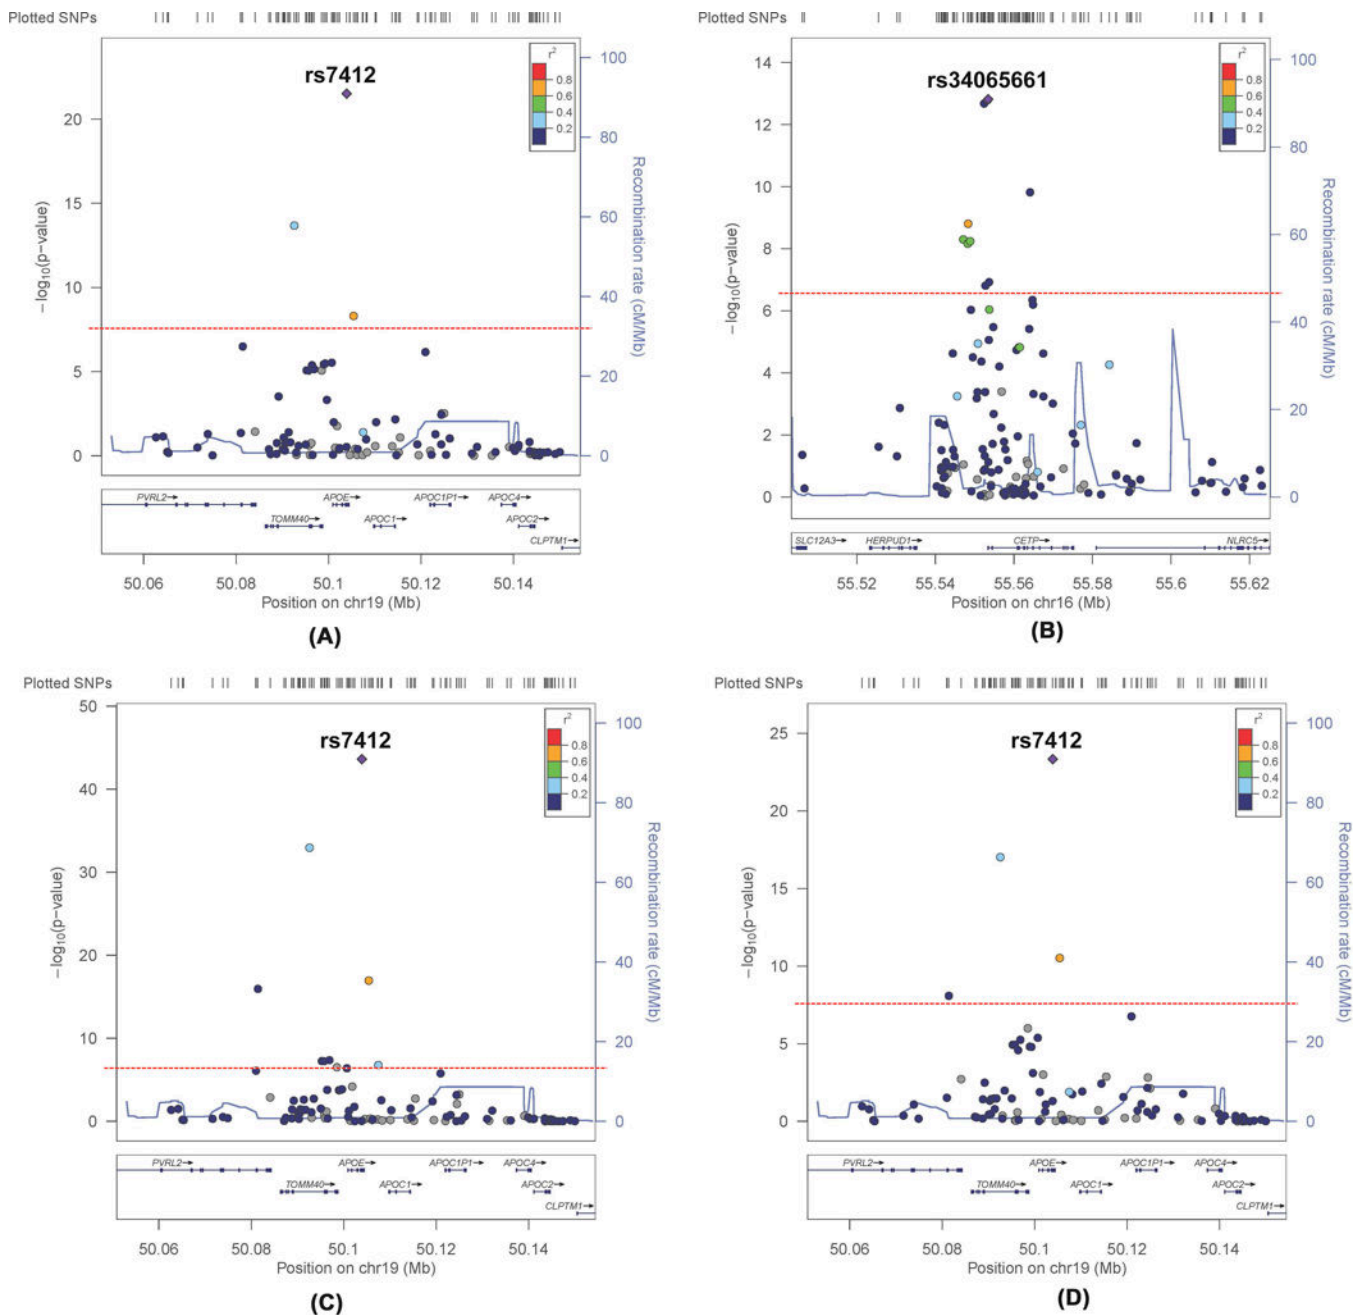 Plotted SNPs
rs7412
r²
0.8
0.6
0.4
0.2
20
15
10
5
0
−log10(p−value)
100
80
60
40
20
0
Recombination rate (cM/Mb)
PVRL2→
APOE→
APOC1P1→
APOC4→
TOMM40→
APOC1→
APOC2→
CLPTM1→
50.06
50.08
50.1
50.12
50.14
Position on chr19 (Mb)
(A)
Plotted SNPs
rs34065661
r²
0.8
0.6
0.4
0.2
14
12
10
8
6
4
2
0
−log10(p−value)
100
80
60
40
20
0
Recombination rate (cM/Mb)
SLC12A3→
HERPUD1→
CETP→
NLRC5→
55.52
55.54
55.56
55.58
55.6
55.62
Position on chr16 (Mb)
(B)
Plotted SNPs
rs7412
r²
0.8
0.6
0.4
0.2
50
40
30
20
10
0
−log10(p−value)
100
80
60
40
20
0
Recombination rate (cM/Mb)
PVRL2→
APOE→
APOC1P1→
APOC4→
TOMM40→
APOC1→
APOC2→
CLPTM1→
50.06
50.08
50.1
50.12
50.14
Position on chr19 (Mb)
(C)
Plotted SNPs
rs7412
r²
0.8
0.6
0.4
0.2
25
20
15
10
5
0
−log10(p−value)
100
80
60
40
20
0
Recombination rate (cM/Mb)
PVRL2→
APOE→
APOC1P1→
APOC4→
TOMM40→
APOC1→
APOC2→
CLPTM1→
50.06
50.08
50.1
50.12
50.14
Position on chr19 (Mb)
(D)